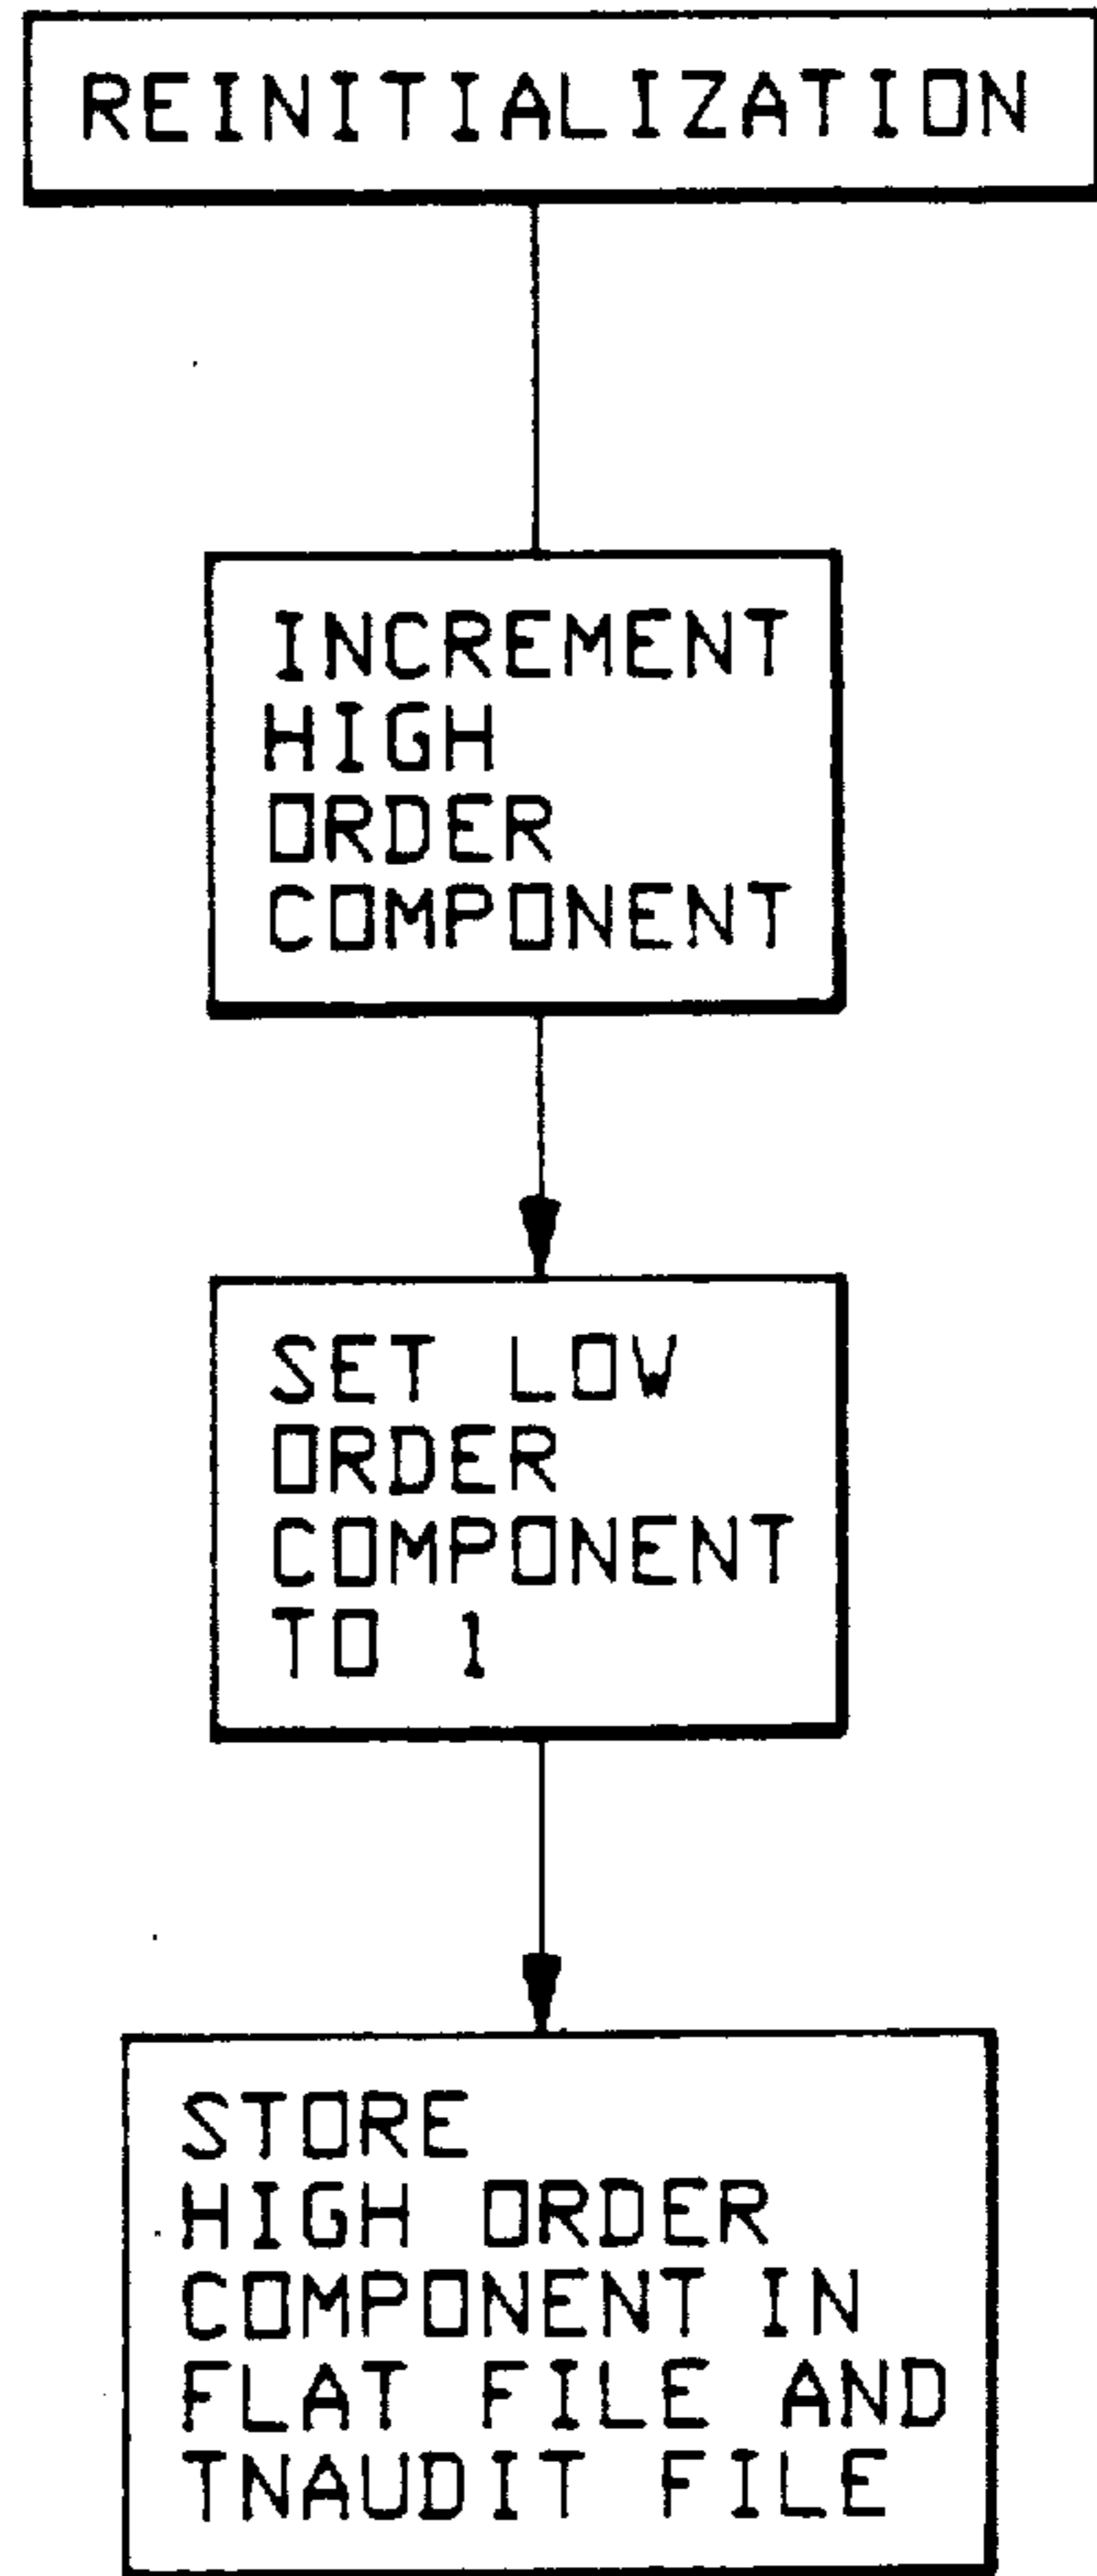 REINITIALIZATION
INCREMENT
HIGH
ORDER
COMPONENT
SET LOW
ORDER
COMPONENT
TO 1
STORE
HIGH ORDER
COMPONENT IN
FLAT FILE AND
TNAUDIT FILE